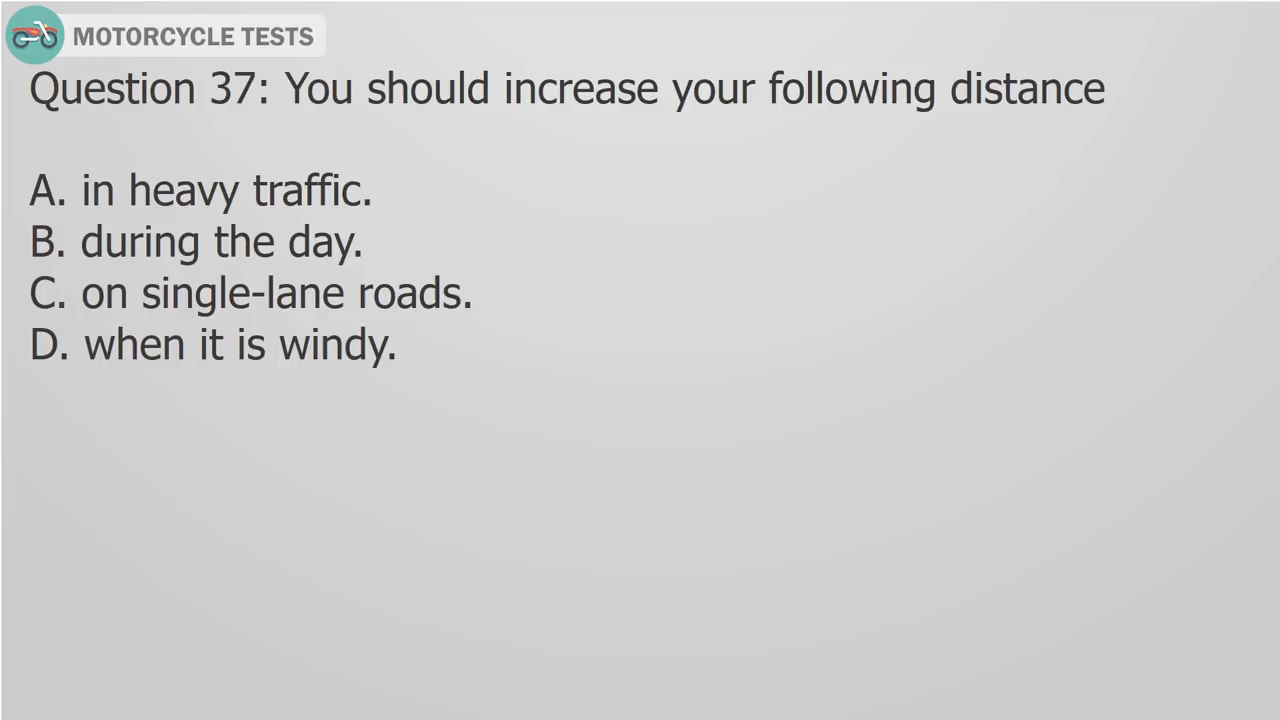 MOTORCYCLE TESTS
Question 37: You should increase your following distance
A. in heavy traffic.
B. during the day.
C. on single-lane roads.
D. when it is windy.